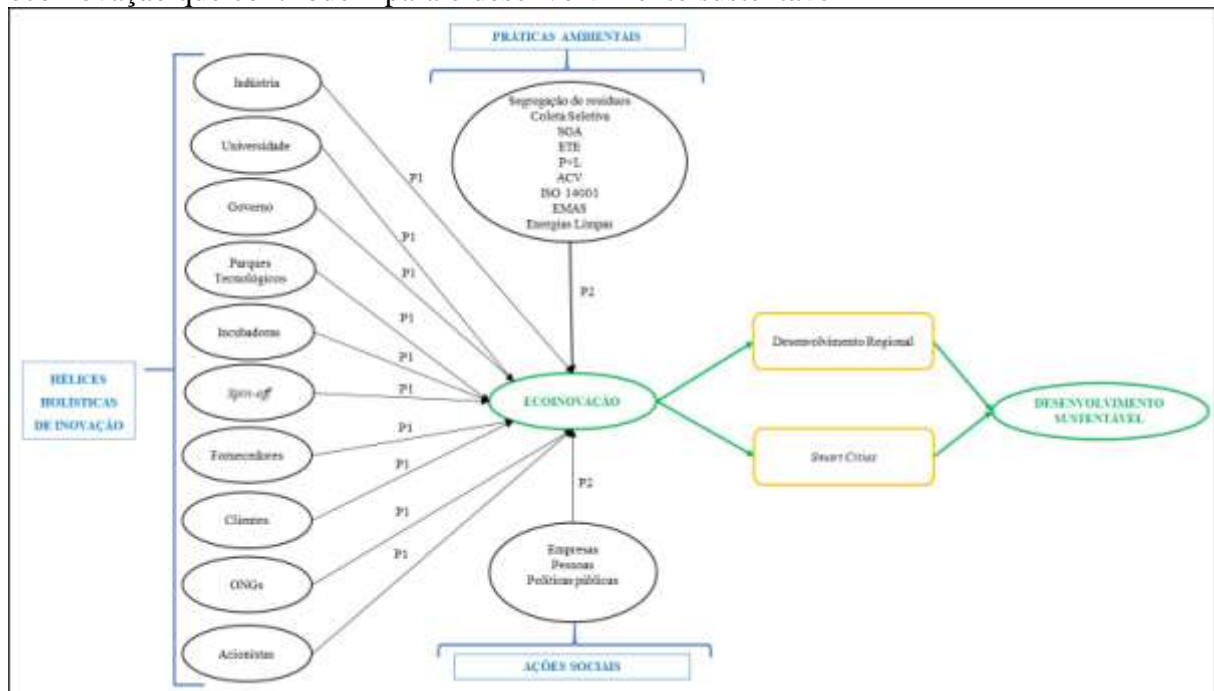 PRÁTICAS AMBIENTAIS
Segregação de resíduos
Coleta Seletiva
SGA
ETE
P+L
ACV
ISO 14001
EMAS
Energias Limpas
HÉLICES
HOLÍSTICAS
DE INOVAÇÃO
Indústria
Universidade
Governo
Parques
Tecnológicos
Incubadoras
Spin-off
Fornecedores
Clientes
ONGs
Acionistas
P1
P1
P1
P1
P1
P1
P1
P1
P1
P1
P2
ECOINOVAÇÃO
P2
Empresas
Pessoas
Políticas públicas
AÇÕES SOCIAIS
Desenvolvimento Regional
Smart Cities
DESENVOLVIMENTO
SUSTENTÁVEL